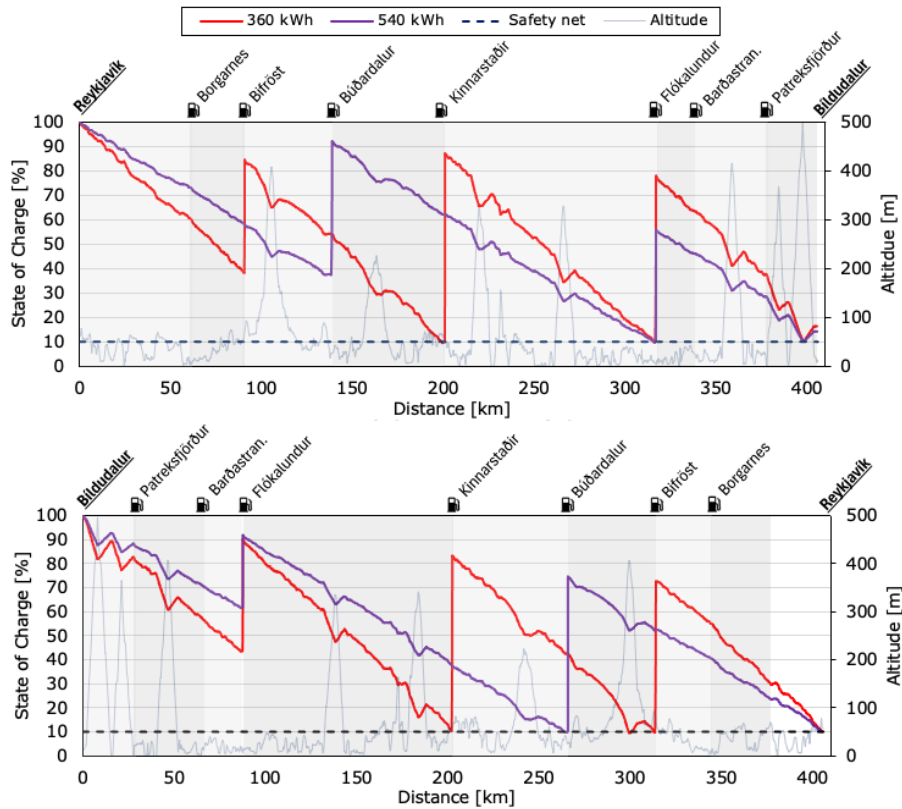 360 kWh 540 kWh Safety net Altitude
Reykjavík
Borgarnes
Bifröst
Búðardalur
Kinnarstaðir
Flókalundur
Barðastran.
Patreksfjörður
Bíldudalur
State of Charge [%]
100
90
80
70
60
50
40
30
20
10
0
500
400
300
200
100
0
Altitdue [m]
0 50 100 150 200 250 300 350 400
Distance [km]
Bíldudalur
Patreksfjörður
Barðastran.
Flókalundur
Kinnarstaðir
Búðardalur
Bifröst
Borgarnes
Reykjavik
State of Charge [%]
100
90
80
70
60
50
40
30
20
10
0
500
400
300
200
100
0
Altitude [m]
0 50 100 150 200 250 300 350 400
Distance [km]